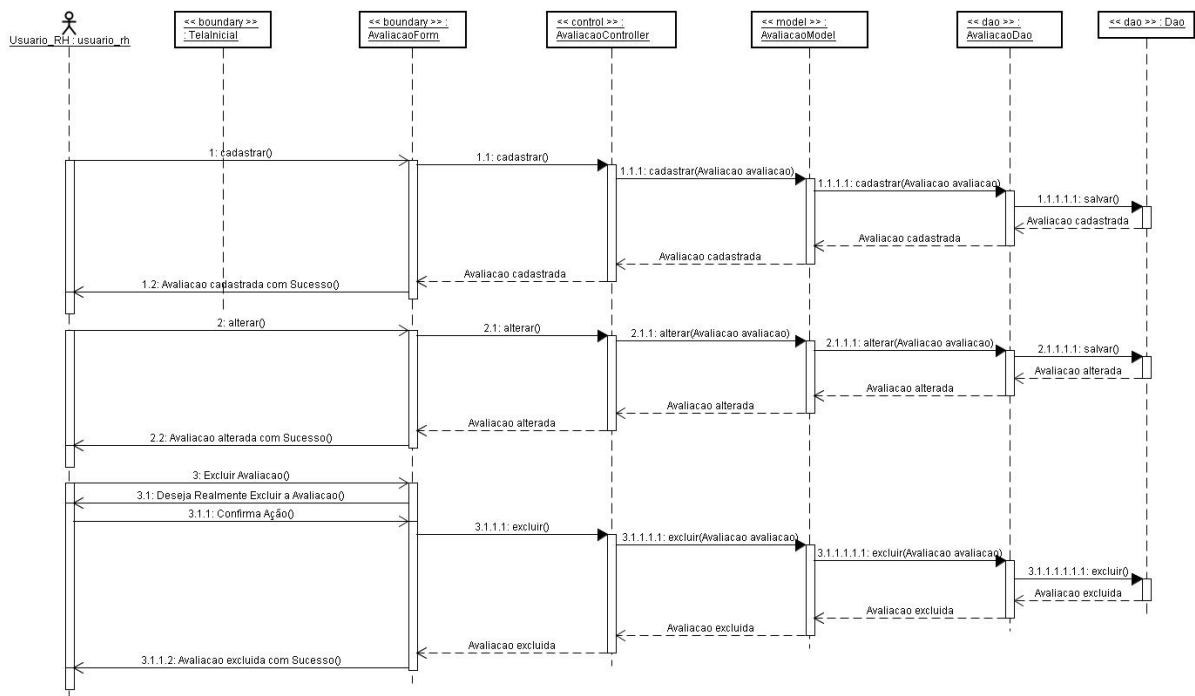 Usuario_RH : usuario_rh
<< boundary >>
: TelaInicial
<< boundary >> :
AvaliacaoForm
<< control >> :
AvaliacaoController
<< model >> :
AvaliacaoModel
<< dao >> :
AvaliacaoDao
<< dao >> : Dao
1: cadastrar()
1.1: cadastrar()
1.1.1: cadastrar(Avaliacao avaliacao)
1.1.1.1: cadastrar(Avaliacao avaliacao)
1.1.1.1.1: salvar()
Avaliacao cadastrada
Avaliacao cadastrada
Avaliacao cadastrada
Avaliacao cadastrada
1.2: Avaliacao cadastrada com Sucesso()
2: alterar()
2.1: alterar()
2.1.1: alterar(Avaliacao avaliacao)
2.1.1.1: alterar(Avaliacao avaliacao)
2.1.1.1.1: salvar()
Avaliacao alterada
Avaliacao alterada
Avaliacao alterada
Avaliacao alterada
2.2: Avaliacao alterada com Sucesso()
3: Excluir Avaliacao()
3.1: Deseja Realmente Excluir a Avaliacao()
3.1.1: Confirma Ação()
3.1.1.1: excluir()
3.1.1.1.1: excluir(Avaliacao avaliacao)
3.1.1.1.1.1: excluir(Avaliacao avaliacao)
3.1.1.1.1.1.1: excluir()
Avaliacao excluida
Avaliacao excluida
Avaliacao excluida
Avaliacao excluida
3.1.1.2: Avaliacao excluida com Sucesso()